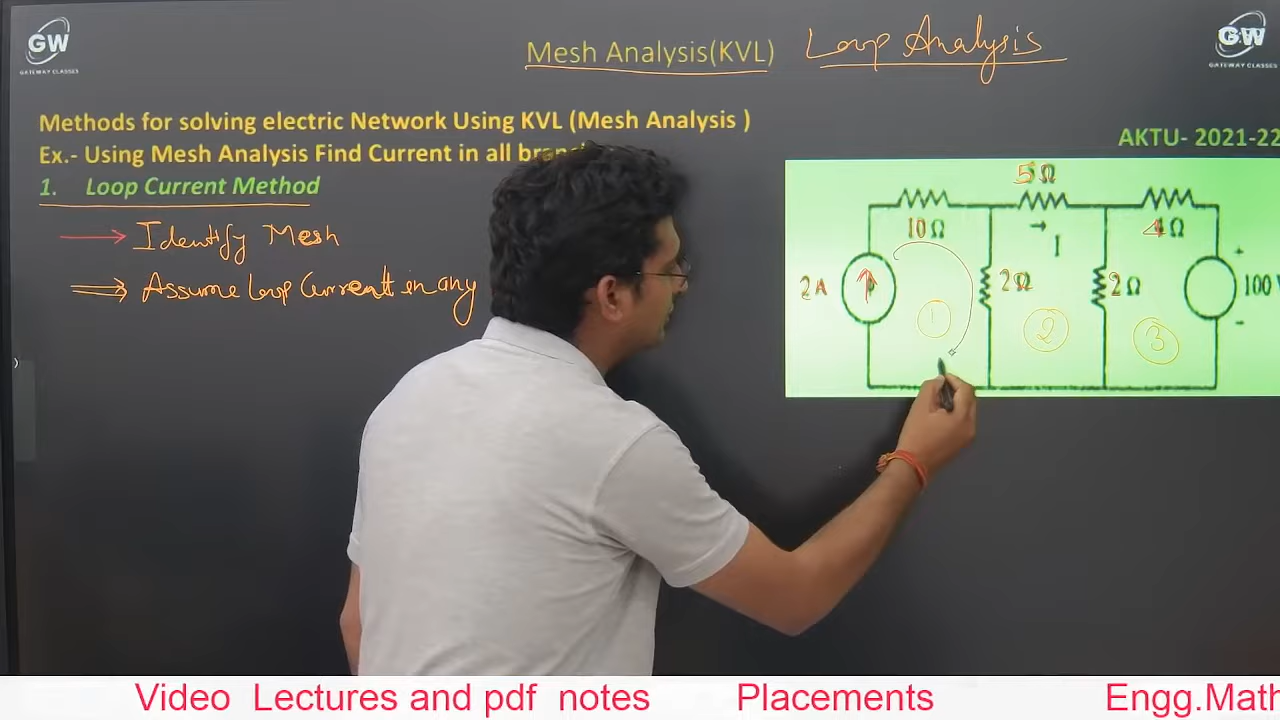 GW
GATEWAY CLASSES
Mesh Analysis(KVL) Loop Analysis
GW
GATEWAY CLASSES
Methods for solving electric Network Using KVL (Mesh Analysis )
Ex.- Using Mesh Analysis Find Current in all
AKTU- 2021-22
1. Loop Current Method
→ Identify Mesh
⇒ Assume Loop Current in any
5Ω
10Ω
I
4Ω
2 A
2Ω
2Ω
+
100 V
-
1
2
3
Video Lectures and pdf notes Placements Engg.Math